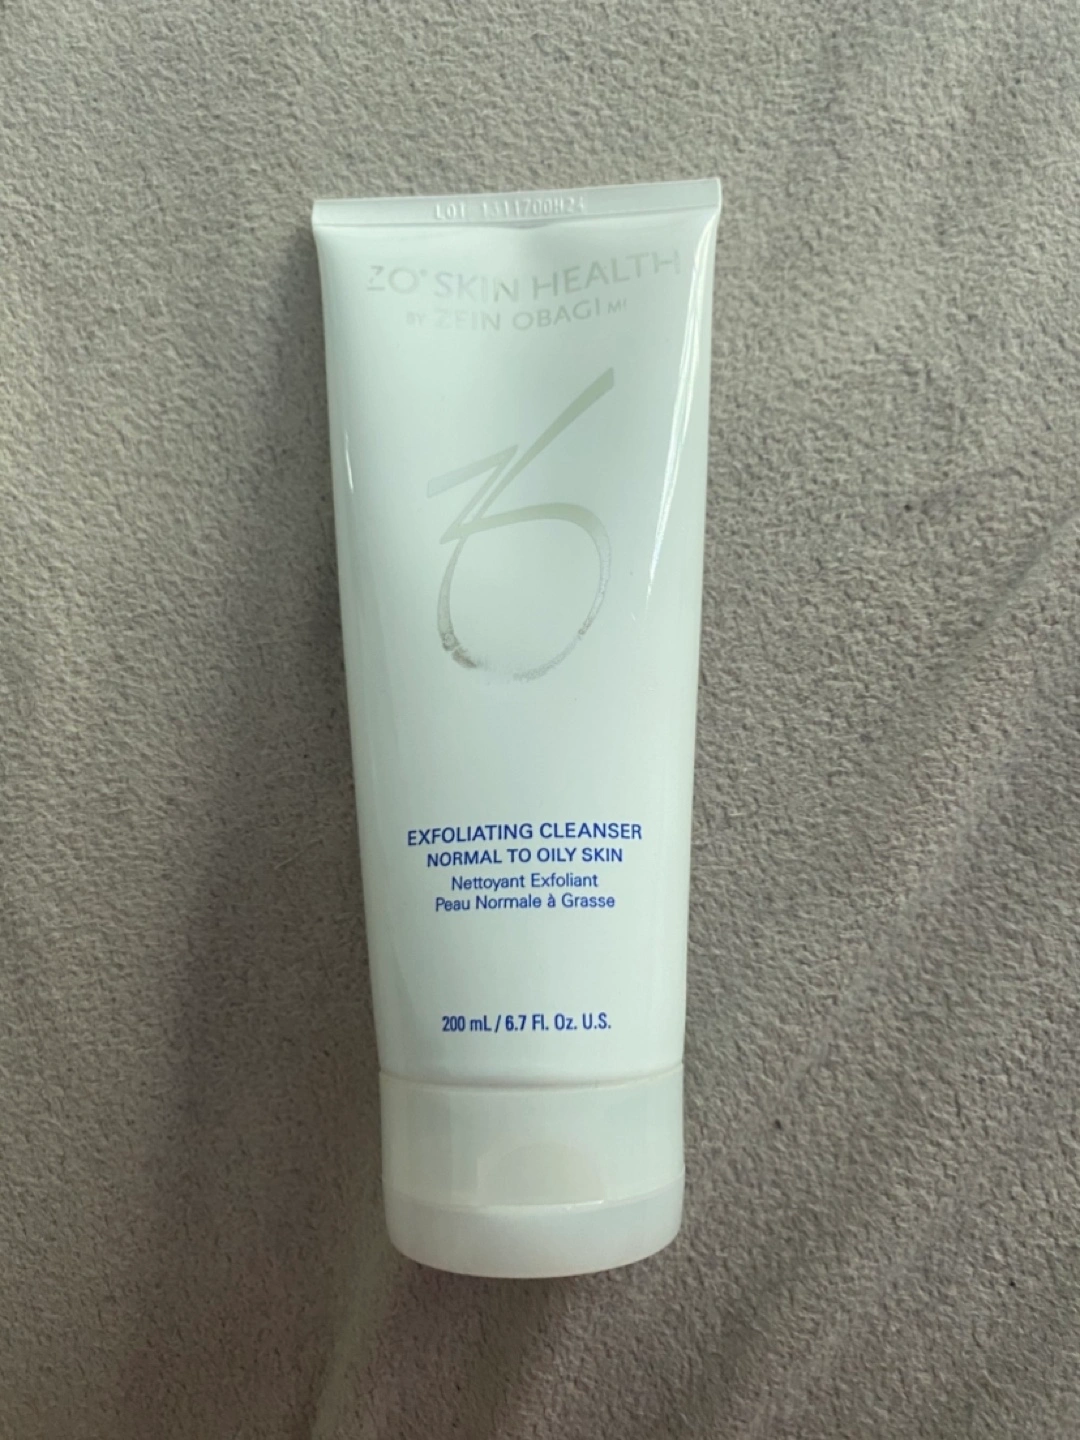 ZO® SKIN HEALTH
BY ZEIN OBAGI
EXFOLIATING CLEANSER
NORMAL TO OILY SKIN
Nettoyant Exfoliant
Peau Normale à Grasse
200 mL / 6.7 Fl. Oz. U.S.